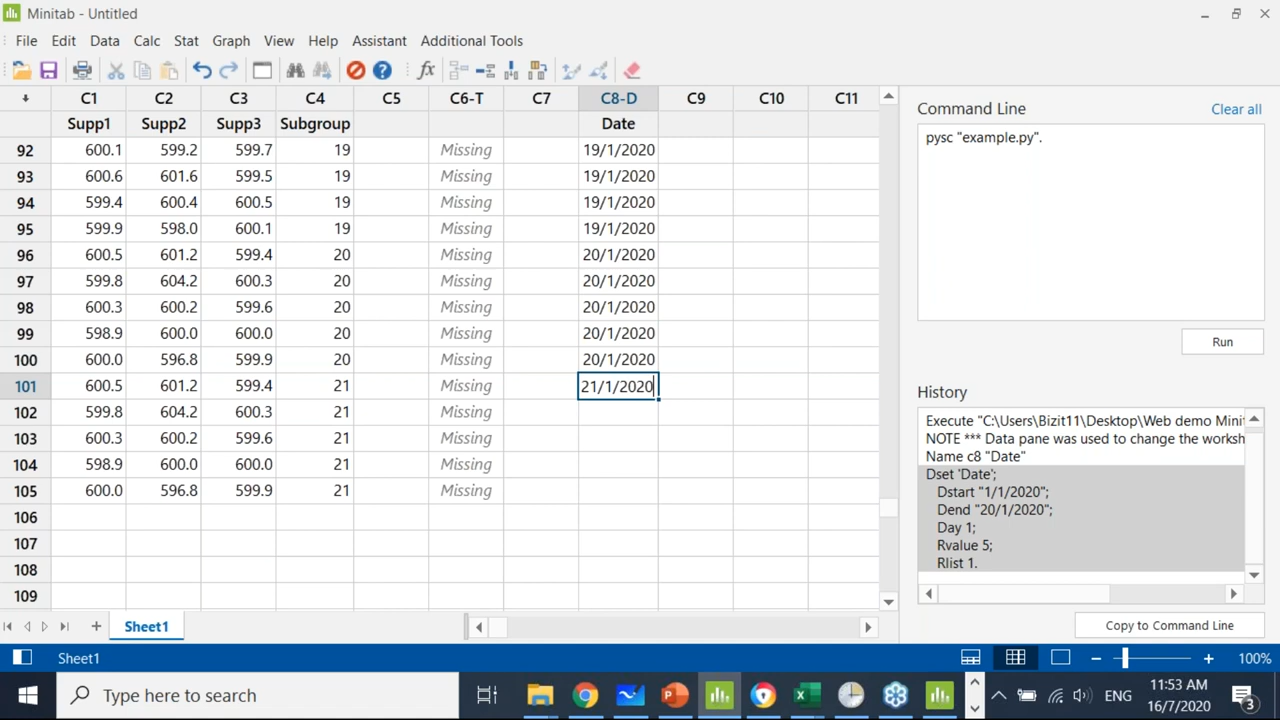 Minitab - Untitled
File Edit Data Calc Stat Graph View Help Assistant Additional Tools
C1 C2 C3 C4 C5 C6-T C7 C8-D C9 C10 C11
Supp1 Supp2 Supp3 Subgroup Date
92 600.1 599.2 599.7 19 Missing 19/1/2020
93 600.6 601.6 599.5 19 Missing 19/1/2020
94 599.4 600.4 600.5 19 Missing 19/1/2020
95 599.9 598.0 600.1 19 Missing 19/1/2020
96 600.5 601.2 599.4 20 Missing 20/1/2020
97 599.8 604.2 600.3 20 Missing 20/1/2020
98 600.3 600.2 599.6 20 Missing 20/1/2020
99 598.9 600.0 600.0 20 Missing 20/1/2020
100 600.0 596.8 599.9 20 Missing 20/1/2020
101 600.5 601.2 599.4 21 Missing 21/1/2020
102 599.8 604.2 600.3 21 Missing
103 600.3 600.2 599.6 21 Missing
104 598.9 600.0 600.0 21 Missing
105 600.0 596.8 599.9 21 Missing
106
107
108
109
Sheet1
Command Line Clear all
pysc "example.py".
Run
History
Execute "C:\Users\Bizit11\Desktop\Web demo Minit
NOTE *** Data pane was used to change the worksh
Name c8 "Date"
Dset 'Date';
Dstart "1/1/2020";
Dend "20/1/2020";
Day 1;
Rvalue 5;
Rlist 1.
Copy to Command Line
Sheet1 100%
Type here to search
ENG
11:53 AM
16/7/2020
3